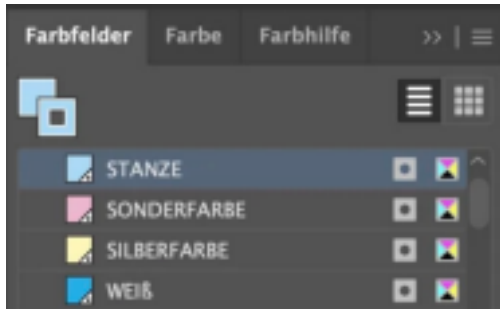 Farbfelder Farbe Farbhilfe
STANZE
SONDERFARBE
SILBERFARBE
WEIß